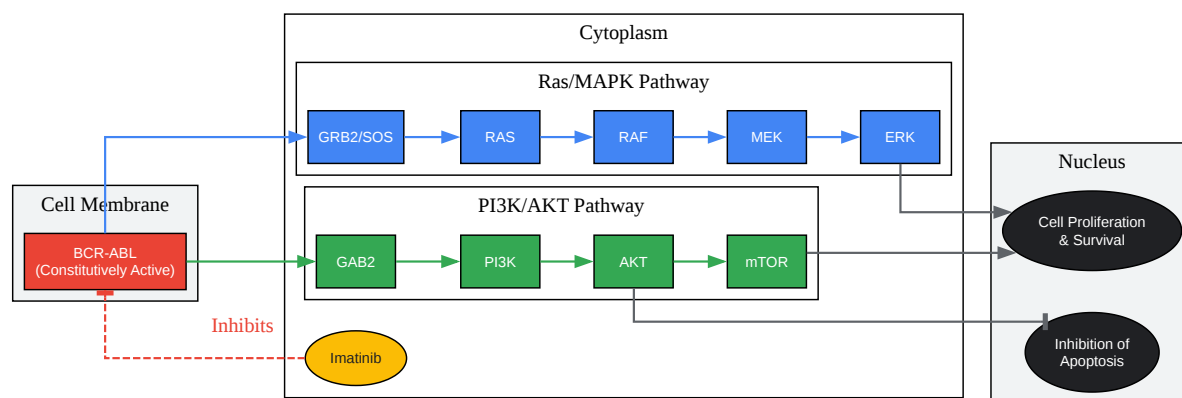 Cytoplasm
Ras/MAPK Pathway
GRB2/SOS
RAS
RAF
MEK
ERK
Nucleus
Cell Membrane
PI3K/AKT Pathway
Cell Proliferation
& Survival
BCR-ABL
(Constitutively Active)
GAB2
PI3K
AKT
mTOR
Inhibits
Imatinib
Inhibition of
Apoptosis